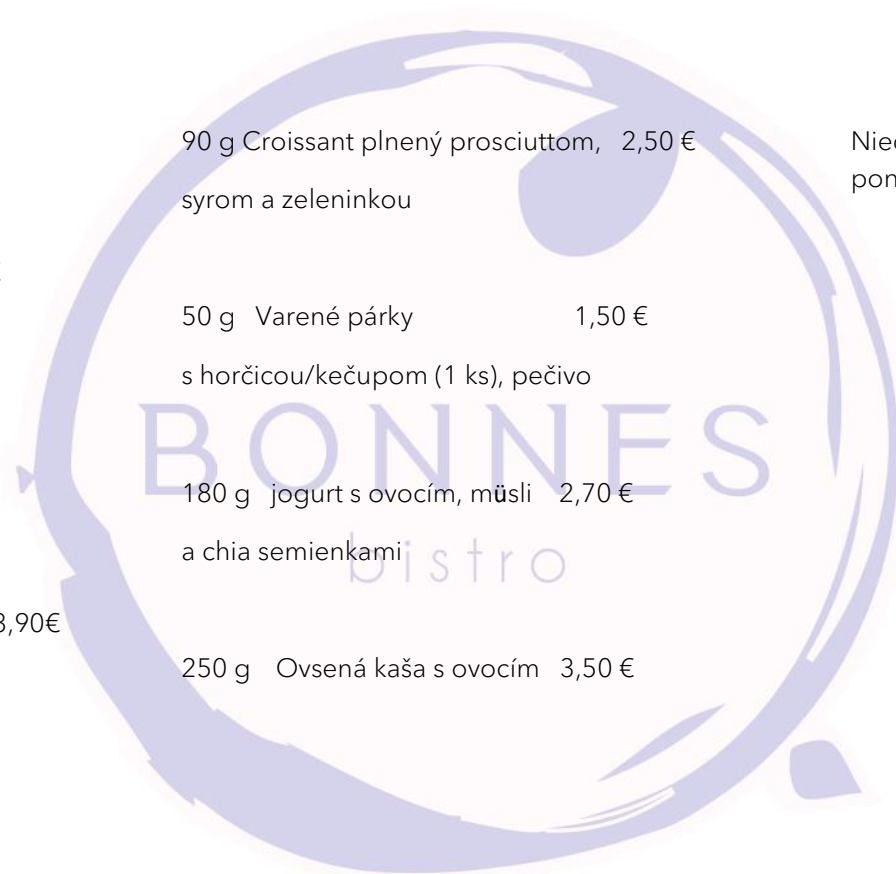 90 g Croissant plnený prosciuttom, 2,50 €
syrom a zeleninkou
50 g Varené párky 1,50 €
s horčicou/kečupom (1 ks), pečivo
BONNES
180 g jogurt s ovocím, müsli 2,70 €
a chia semienkami
bistro
,90€
250 g Ovsená kaša s ovocím 3,50 €